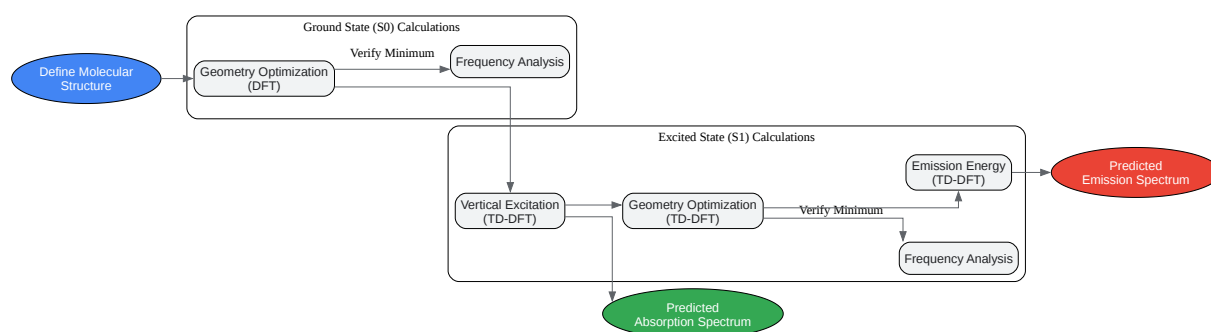 Ground State (S0) Calculations
Define Molecular
Structure
Geometry Optimization
(DFT)
Verify Minimum
Frequency Analysis
Excited State (S1) Calculations
Vertical Excitation
(TD-DFT)
Geometry Optimization
(TD-DFT)
Verify Minimum
Emission Energy
(TD-DFT)
Frequency Analysis
Predicted
Emission Spectrum
Predicted
Absorption Spectrum